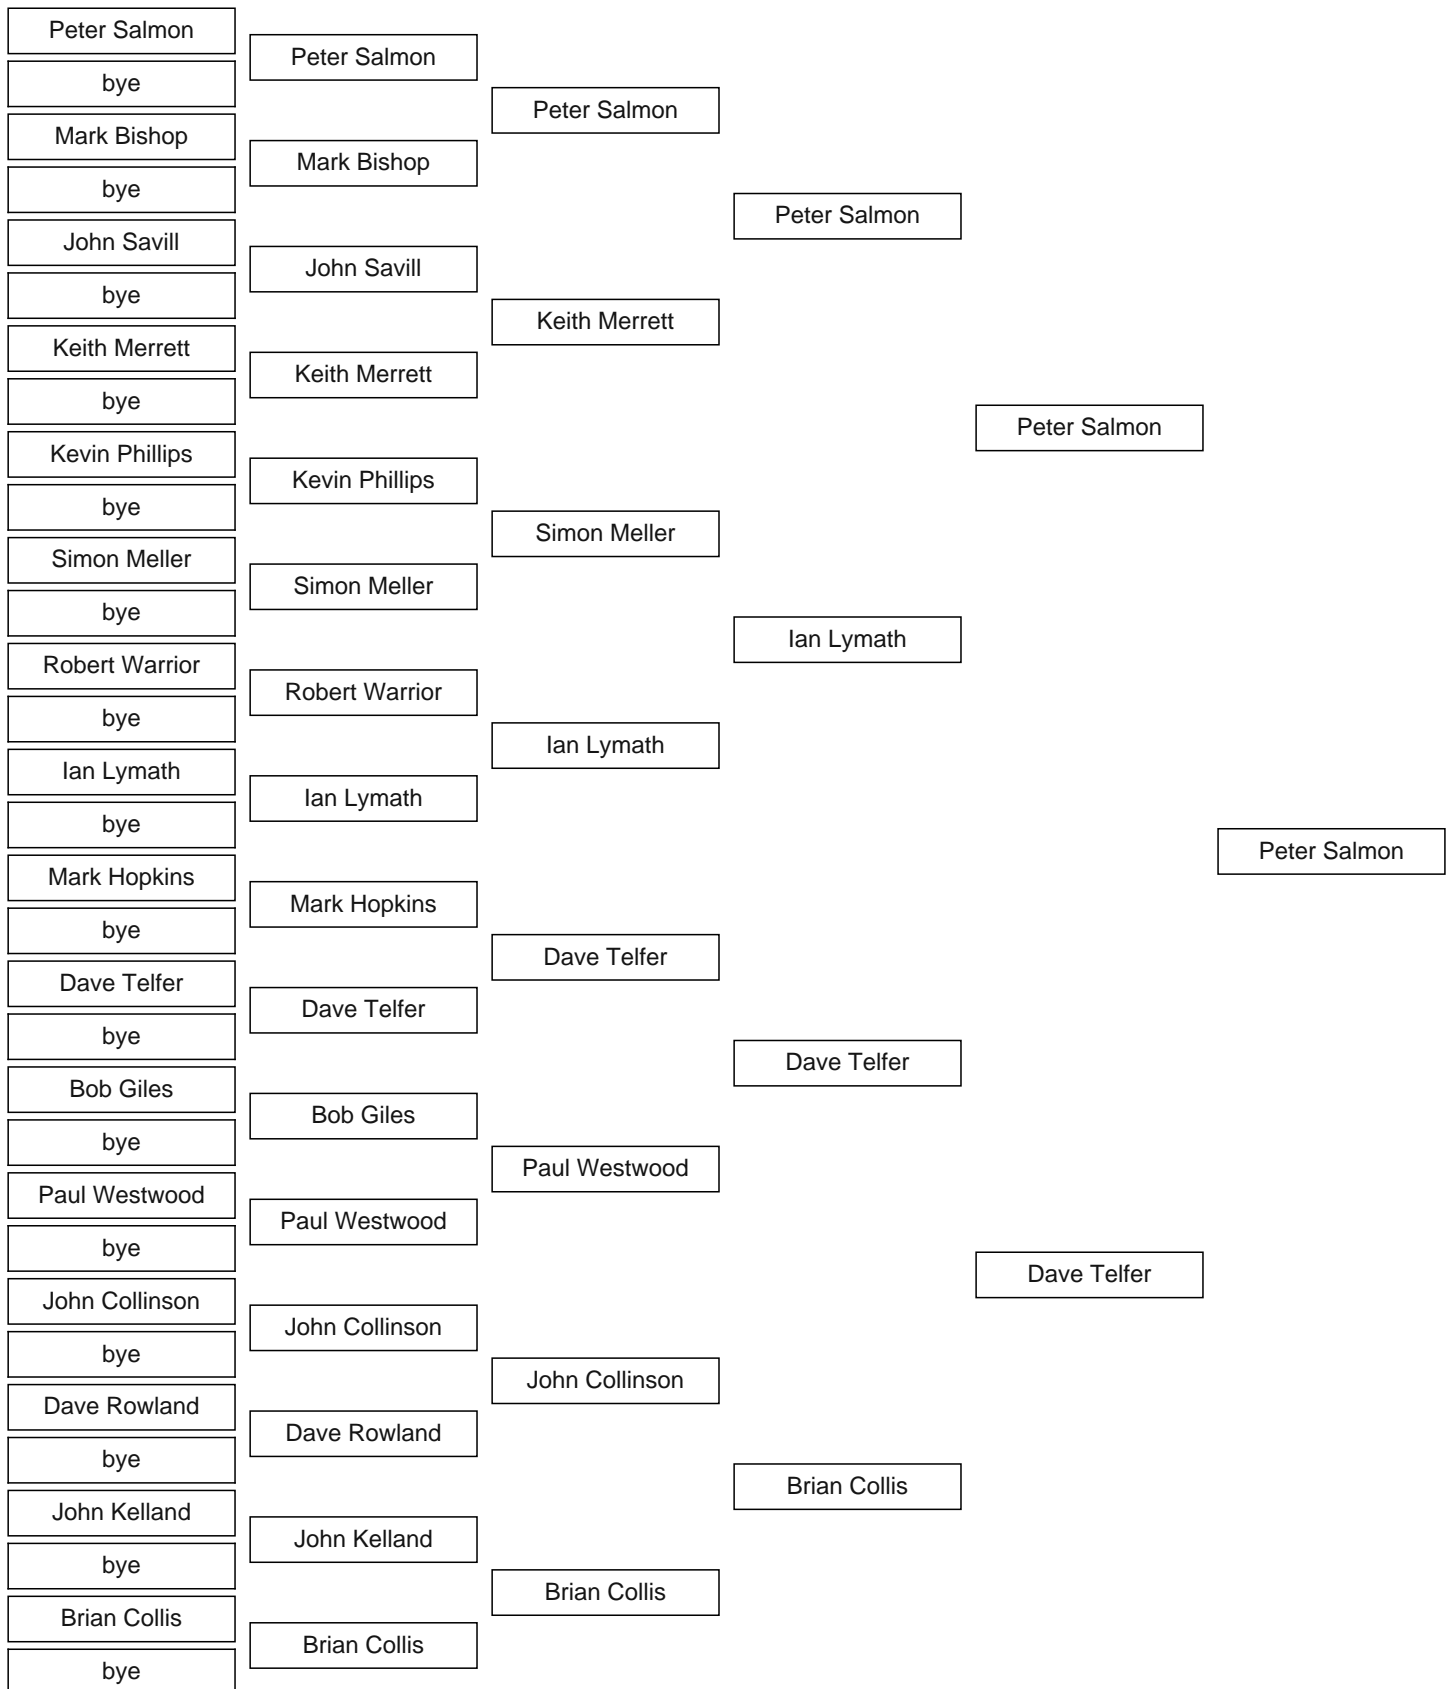 Peter Salmon
bye
Mark Bishop
bye
John Savill
bye
Keith Merrett
bye
Kevin Phillips
bye
Simon Meller
bye
Robert Warrior
bye
Ian Lymath
bye
Mark Hopkins
bye
Dave Telfer
bye
Bob Giles
bye
Paul Westwood
bye
John Collinson
bye
Dave Rowland
bye
John Kelland
bye
Brian Collis
bye
Peter Salmon
Mark Bishop
John Savill
Keith Merrett
Kevin Phillips
Simon Meller
Robert Warrior
Ian Lymath
Mark Hopkins
Dave Telfer
Bob Giles
Paul Westwood
John Collinson
Dave Rowland
John Kelland
Brian Collis
Peter Salmon
Keith Merrett
Simon Meller
Ian Lymath
Dave Telfer
Paul Westwood
John Collinson
Brian Collis
Peter Salmon
Ian Lymath
Dave Telfer
Brian Collis
Peter Salmon
Dave Telfer
Peter Salmon